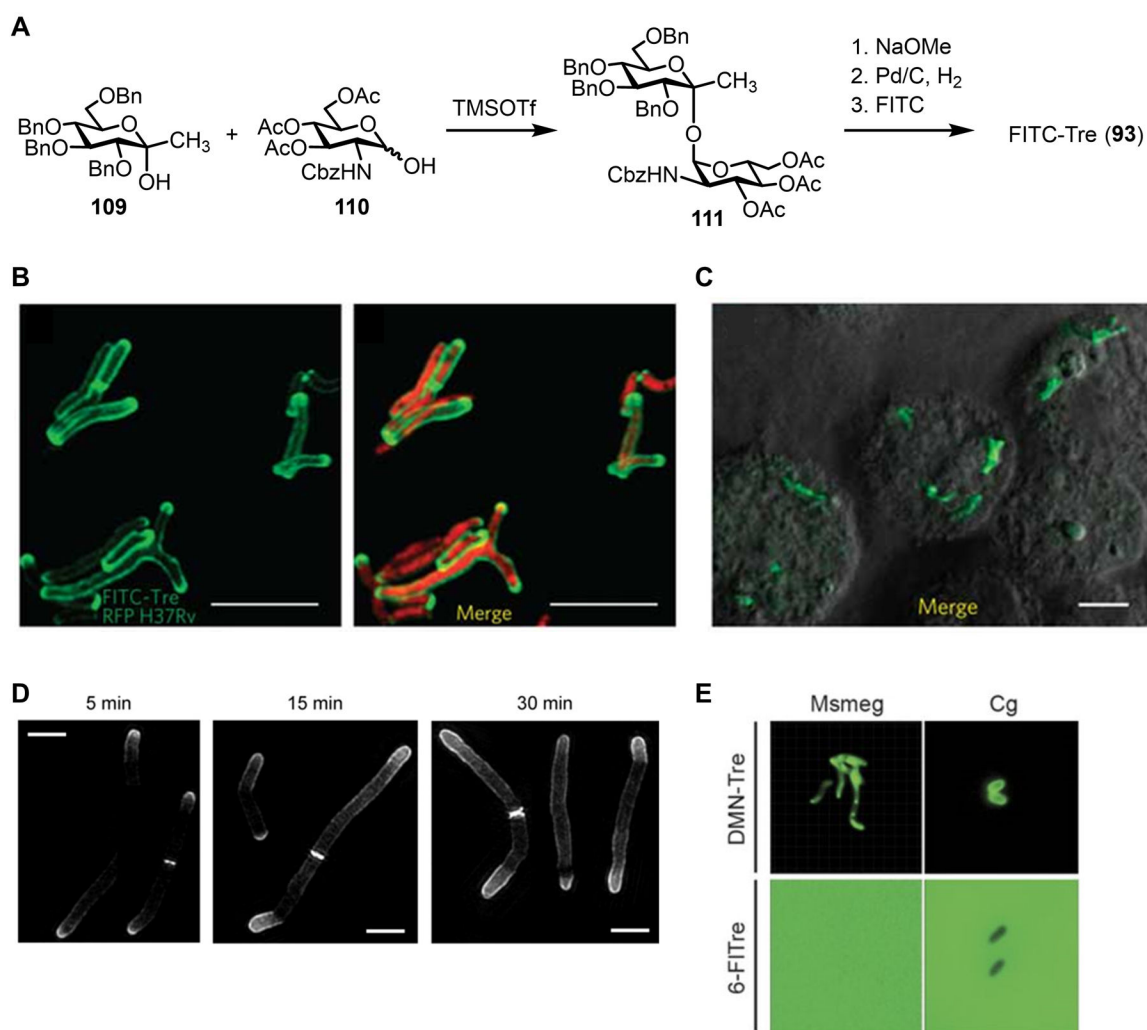 A
OBn
BnO
BnO
BnO
O
CH3
OH
109
+
OAc
AcO
AcO
CbzHN
O
OH
110
TMSOTf
OBn
BnO
BnO
BnO
O
CH3
O
O
CbzHN
OAc
OAc
OAc
111
1. NaOMe
2. Pd/C, H2
3. FITC
FITC-Tre (93)
B
FITC-Tre
RFP H37Rv
Merge
C
Merge
D
5 min
15 min
30 min
E
Msmeg
Cg
DMN-Tre
6-FlTre